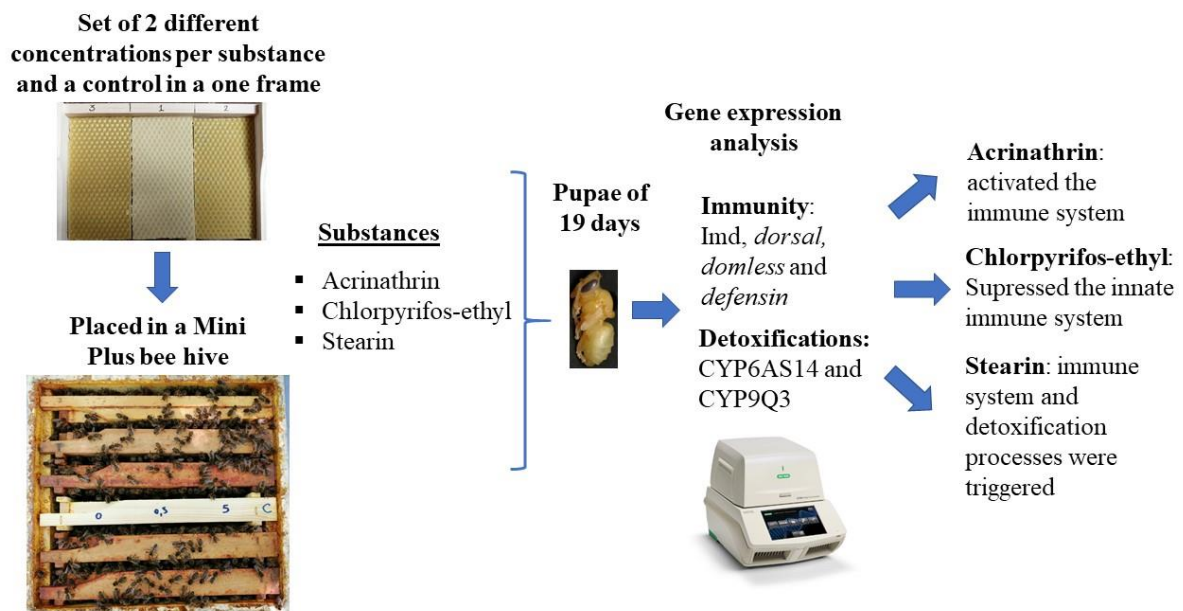 Set of 2 different
concentrations per substance
and a control in a one frame
3 1 2
Placed in a Mini
Plus bee hive
0 0,5 5 C
Substances
▪ Acrinathrin
▪ Chlorpyrifos-ethyl
▪ Stearin
Pupae of
19 days
Gene expression
analysis
Immunity:
Imd, dorsal,
domless and
defensin
Detoxifications:
CYP6AS14 and
CYP9Q3
Acrinathrin:
activated the
immune system
Chlorpyrifos-ethyl:
Supressed the innate
immune system
Stearin: immune
system and
detoxification
processes were
triggered